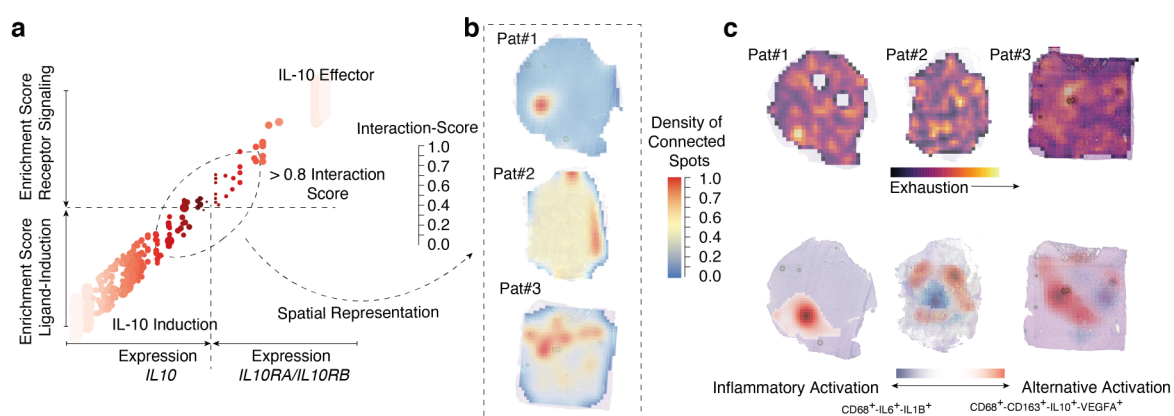 a
Enrichment Score
Receptor Signaling
Enrichment Score
Ligand-Induction
IL-10 Effector
> 0.8 Interaction
Score
IL-10 Induction
Expression
IL10
Expression
IL10RA/IL10RB
Interaction-Score
1.0
0.9
0.8
0.7
0.6
0.4
0.3
0.2
0.1
0.0
Spatial Representation
b
Pat#1
Pat#2
Pat#3
Density of
Connected
Spots
1.0
0.8
0.7
0.6
0.4
0.2
0.0
c
Pat#1
Pat#2
Pat#3
Exhaustion
Inflammatory Activation
CD68+-IL6+-IL1B+
Alternative Activation
CD68+-CD163+-IL10+-VEGFA+